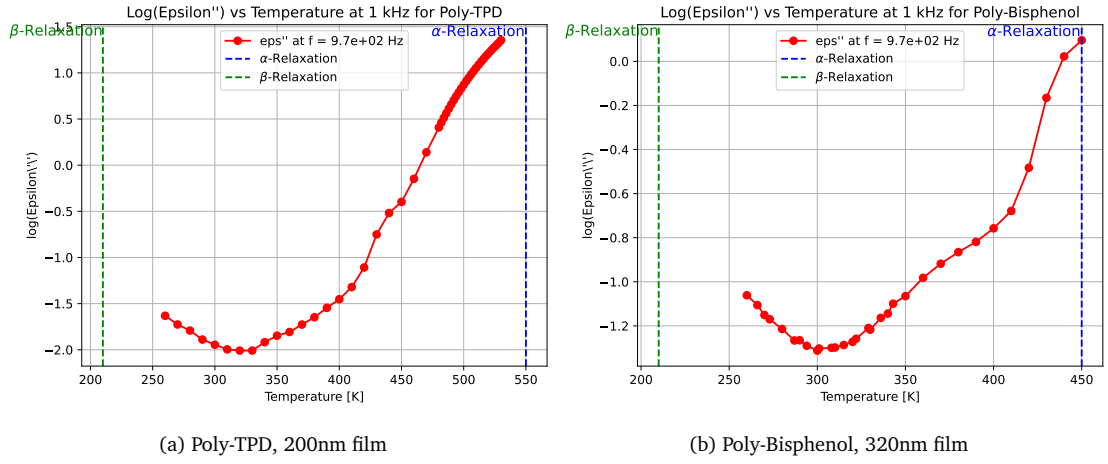 Log(Epsilon'') vs Temperature at 1 kHz for Poly-TPD
β-Relaxation
α-Relaxation
eps'' at f = 9.7e+02 Hz
α-Relaxation
β-Relaxation
log(Epsilon\'\')
1.5
1.0
0.5
0.0
−0.5
−1.0
−1.5
−2.0
200 250 300 350 400 450 500 550
Temperature [K]
(a) Poly-TPD, 200nm film
Log(Epsilon'') vs Temperature at 1 kHz for Poly-Bisphenol
β-Relaxation
α-Relaxation
eps'' at f = 9.7e+02 Hz
α-Relaxation
β-Relaxation
log(Epsilon\'\')
0.0
−0.2
−0.4
−0.6
−0.8
−1.0
−1.2
200 250 300 350 400 450
Temperature [K]
(b) Poly-Bisphenol, 320nm film